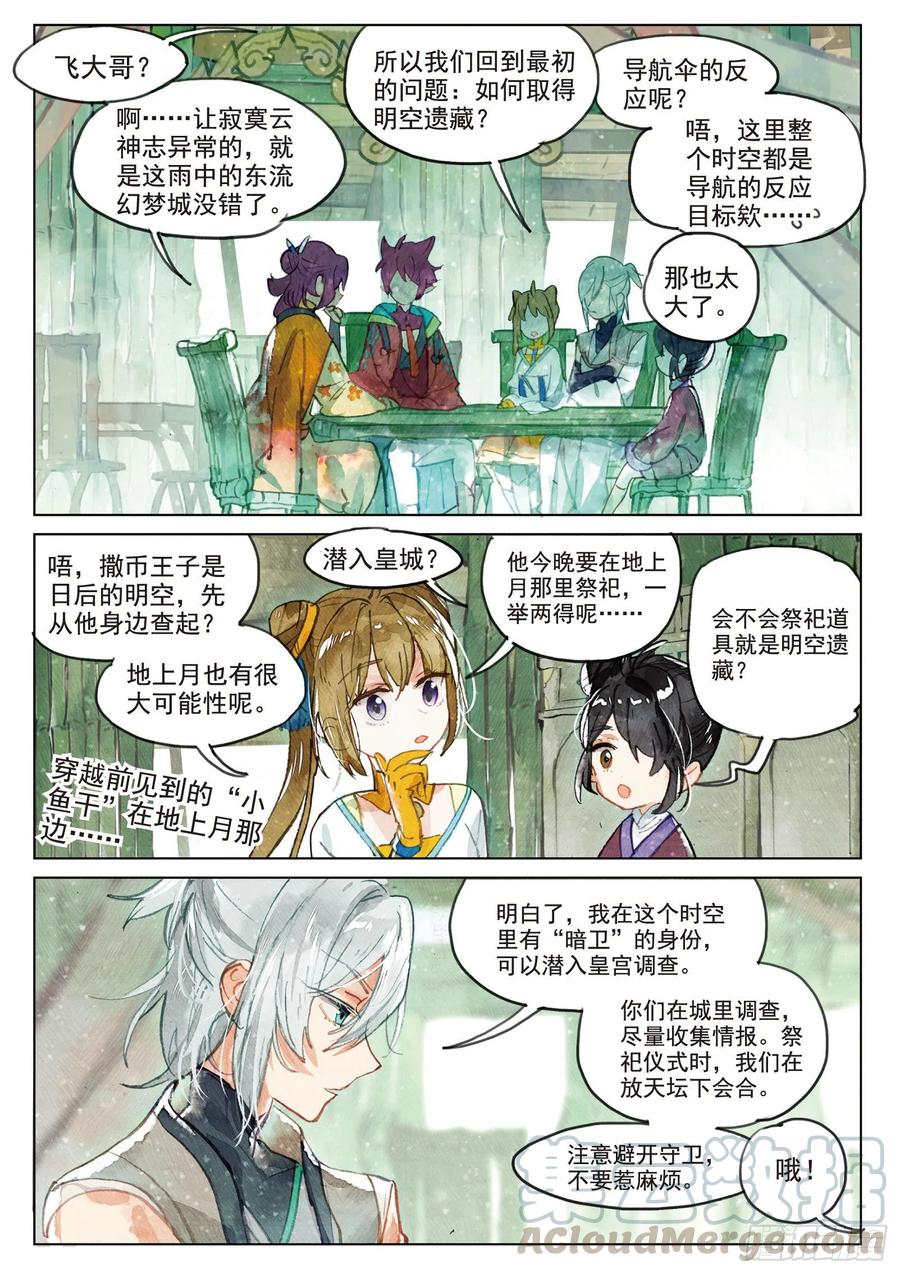 飞大哥？
啊……让寂寞云
神志异常的，就
是这雨中的东流
幻梦城没错了。
所以我们回到最初
的问题：如何取得
明空遗藏？
导航伞的反
应呢？
唔，这里整
个时空都是
导航的反应
目标欸……
那也太
大了。
唔，撒币王子是
日后的明空，先
从他身边查起？
地上月也有很
大可能性呢。
穿越前见到的“小
鱼干”在地上月那
边……
潜入皇城？
他今晚要在地上
月那里祭祀，一
举两得呢……
会不会祭祀道
具就是明空遗
藏？
明白了，我在这个时空
里有“暗卫”的身份，
可以潜入皇宫调查。
你们在城里调查，
尽量收集情报。祭
祀仪式时，我们在
放天坛下会合。
注意避开守卫，
不要惹麻烦。
哦！
集云数据
ACloudMerge.com